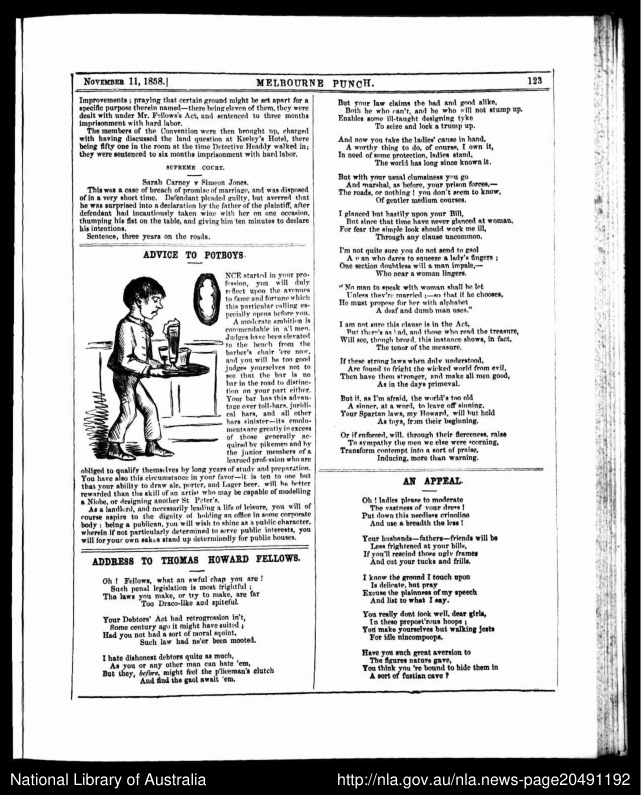 NOVEMBER 11, 1858.]
MELBOURNE PUNCH.
123
Improvements; praying that certain ground might be set apart for a
specific purpose therein named—there being eleven of them, they were
dealt with under Mr. Fellows's Act, and sentenced to three months
imprisonment with hard labor.
The members of the Convention were then brought up, charged
with having discussed the land question at Keeley's Hotel, there
being fifty one in the room at the time Detective Headly walked in;
they were sentenced to six months imprisonment with hard labor.
SUPREME COURT.
Sarah Carney v Simeon Jones.
This was a case of breach of promise of marriage, and was disposed
of in a very short time. Defendant pleaded guilty, but averred that
he was surprised into a declaration by the father of the plaintiff, after
defendant had incautiously taken wine with her on one occasion,
thumping his fist on the table, and giving him ten minutes to declare
his intentions.
Sentence, three years on the roads.
ADVICE TO POTBOYS.
ONCE started in your pro-
fession, you will duly
reflect upon the avenues
to fame and fortune which
this particular calling es-
pecially opens before you.
A moderate ambition is
commendable in all men.
Judges have been elevated
to the bench from the
barber's chair 'ere now,
and you will be too good
judges yourselves not to
see that the bar is no
bar in the road to distinc-
tion on your part either.
Your bar has this advan-
tage over toll-bars, juridi-
cal bars, and all other
bars sinister—its emolu-
ments are greatly in excess
of those generally ac-
quired by pikemen and by
the junior members of a
learned profession who are
obliged to qualify themselves by long years of study and preparation.
You have also this circumstance in your favor—it is ten to one but
that your ability to draw ale, porter, and Lager beer, will be better
rewarded than the skill of an artist who may be capable of modelling
a Niobe, or designing another St Peter's.
As a landlord, and necessarily leading a life of leisure, you will of
course aspire to the dignity of holding an office in some corporate
body; being a publican, you will wish to shine as a public character,
wherein if not particularly determined to serve public interests, you
will for your own sakes stand up determinedly for public houses.
ADDRESS TO THOMAS HOWARD FELLOWS.
Oh! Fellows, what an awful chap you are!
Such penal legislation is most frightful;
The laws you make, or try to make, are far
Too Draco-like and spiteful.
Your Debtors' Act had retrogression in't,
Some century ago it might have suited;
Had you not had a sort of moral squint,
Such law had ne'er been mooted.
I hate dishonest debtors quite as much,
As you or any other man can hate 'em,
But they, before, might feel the p'liceman's clutch
And find the gaol await 'em.
But your law claims the bad and good alike,
Both he who can't, and he who will not stump up,
Enables some ill-taught designing tyke
To seize and lock a trump up.
And now you take the ladies' cause in hand,
A worthy thing to do, of course, I own it,
In need of some protection, ladies stand,
The world has long since known it.
But with your usual clumsiness you go
And marshal, as before, your prison forces,—
The roads, or nothing! you don't seem to know,
Of gentler medium courses.
I glanced but hastily upon your Bill,
But since that time have never glanced at woman,
For fear the simple look should work me ill,
Through any clause uncommon.
I'm not quite sure you do not send to gaol
A man who dares to squeeze a lady's fingers;
One section doubtless will a man impale,—
Who near a woman lingers.
"No man to speak with woman shall be let
Unless they're married;—so that if he chooses,
He must propose for her with alphabet
A deaf and dumb man uses."
I am not sure this clause is in the Act,
But there's as bad, and those who read the treasure,
Will see, though breed, this instance shows, in fact,
The tenor of the measure.
If these strong laws when duly understood,
Are found to fright the wicked world from evil,
Then have them stronger, and make all men good,
As in the days primeval.
But if, as I'm afraid, the world's too old
A sinner, at a word, to leave off sinning,
Your Spartan laws, my Howard, will but hold
As toys, from their beginning.
Or if enforced, will, through their fierceness, raise
To sympathy the men we else were scorning,
Transform contempt into a sort of praise,
Inducing, more than warning.
AN APPEAL.
Oh! ladies please to moderate
The vastness of your dress!
Put down this needless crinoline
And use a breadth the less!
Your husbands—fathers—friends will be
Less frightened at your bills,
If you'll rescind those ugly frames
And cut your tucks and frills.
I know the ground I touch upon
Is delicate, but pray
Excuse the plainness of my speech
And list to what I say.
You really dont look well, dear girls,
In these prepost'rous hoops;
You make yourselves but walking jests
For idle nincompoops.
Have you such great aversion to
The figures nature gave,
You think you're bound to hide them in
A sort of fustian cave?
National Library of Australia
http://nla.gov.au/nla.news-page20491192